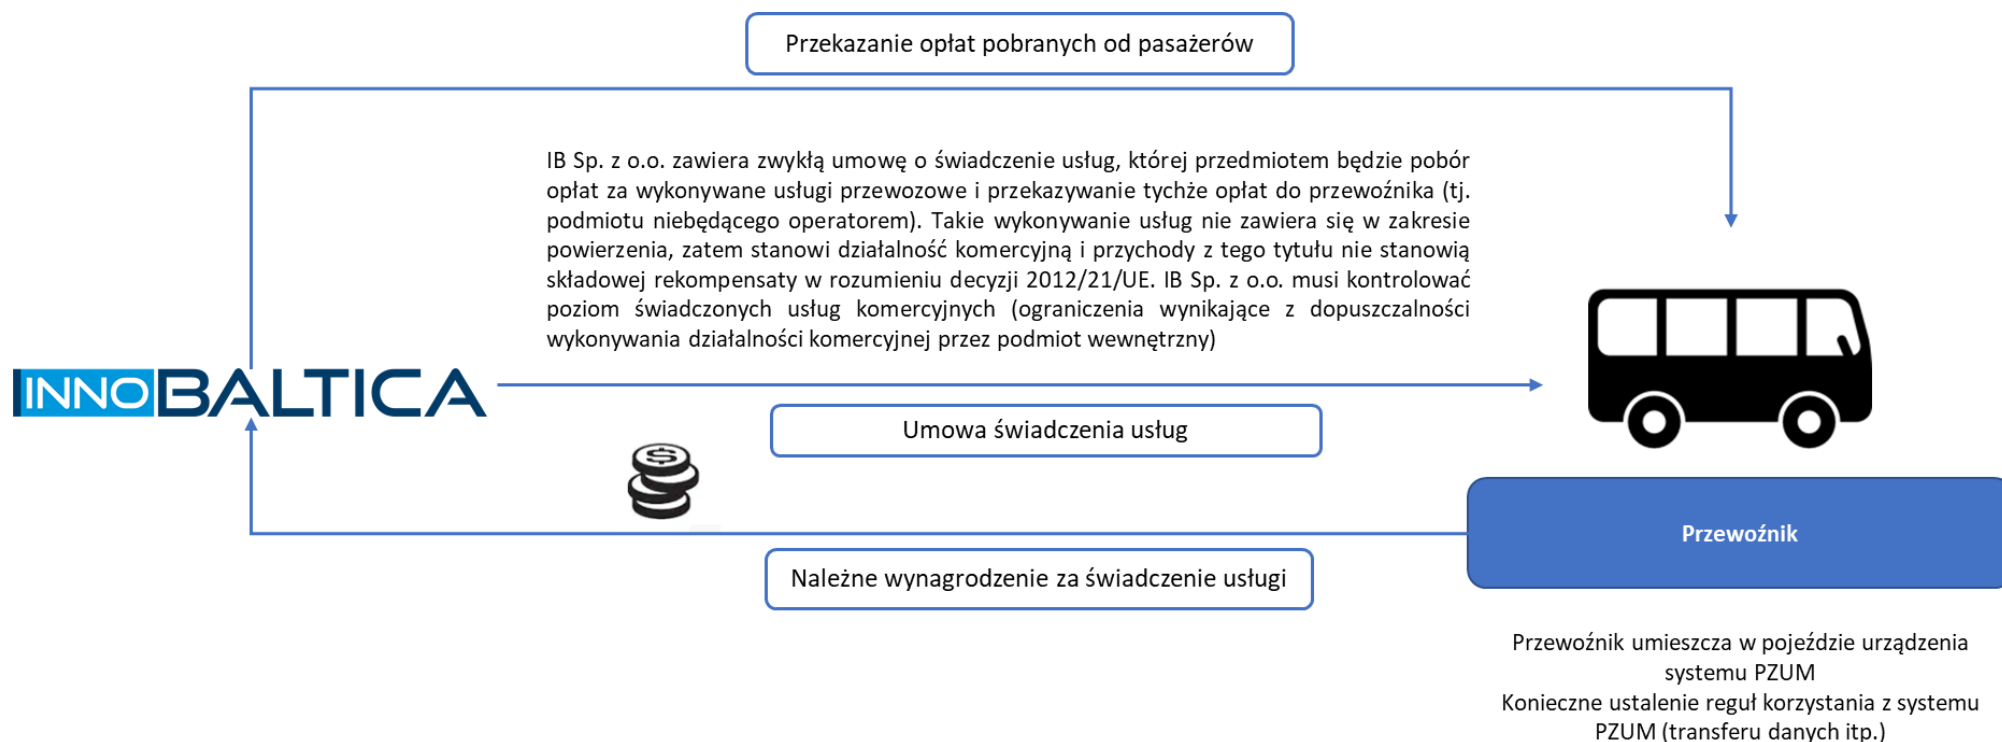 Przekazanie opłat pobranych od pasażerów
IB Sp. z o.o. zawiera zwykłą umowę o świadczenie usług, której przedmiotem będzie pobór
opłat za wykonywane usługi przewozowe i przekazywanie tychże opłat do przewoźnika (tj.
podmiotu niebędącego operatorem). Takie wykonywanie usług nie zawiera się w zakresie
powierzenia, zatem stanowi działalność komercyjną i przychody z tego tytułu nie stanowią
składowej rekompensaty w rozumieniu decyzji 2012/21/UE. IB Sp. z o.o. musi kontrolować
poziom świadczonych usług komercyjnych (ograniczenia wynikające z dopuszczalności
wykonywania działalności komercyjnej przez podmiot wewnętrzny)
INNOBALTICA
Umowa świadczenia usług
$
Należne wynagrodzenie za świadczenie usługi
Przewoźnik
Przewoźnik umieszcza w pojeździe urządzenia
systemu PZUM
Konieczne ustalenie reguł korzystania z systemu
PZUM (transferu danych itp.)